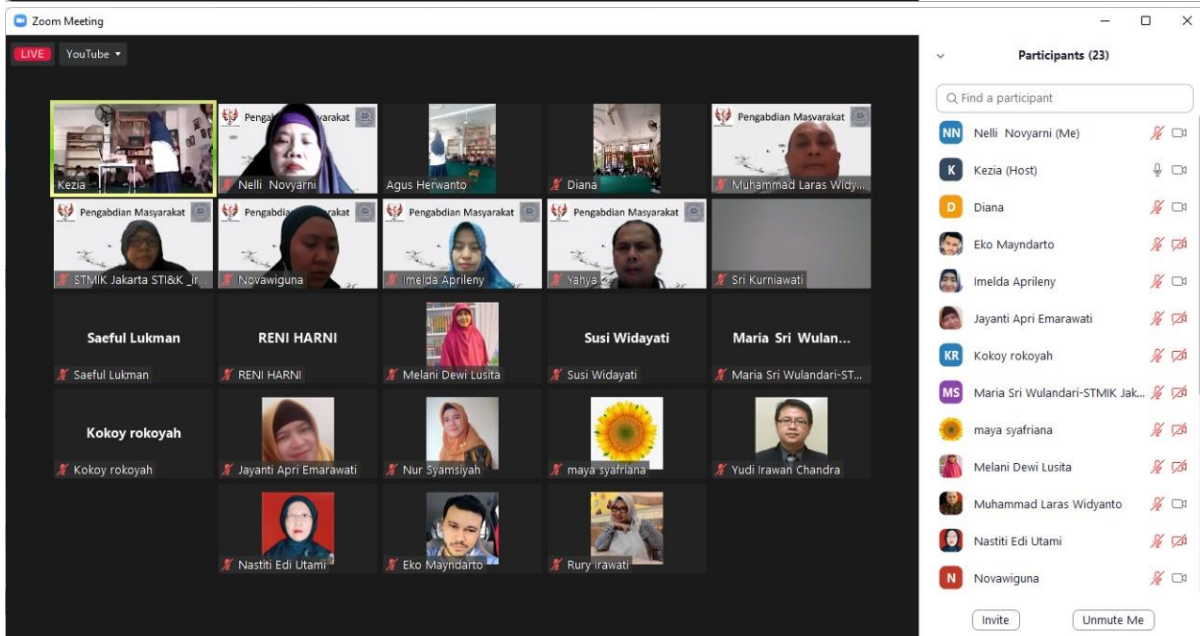 Zoom Meeting
LIVE YouTube
Kezia
Pengab varakat
Nelli Novyarni
Agus Herwanto
Diana
Pengabdian Masyarakat
Muhammad Laras Widy...
Pengabdian Masyarakat
STMIK Jakarta STI&K _ir...
Pengabdia rakat
Novawiguna
Pengabdian Masyarakat
Imelda Aprileny
Pengabdian Masyarakat
Yahya
Sri Kurniawati
Saeful Lukman
Saeful Lukman
RENI HARNI
RENI HARNI
Melani Dewi Lusita
Susi Widayati
Susi Widayati
Maria Sri Wulan...
Maria Sri Wulandari-ST...
Kokoy rokoyah
Kokoy rokoyah
Jayanti Apri Emarawati
Nur Syamsiyah
maya syafriana
Yudi Irawan Chandra
Nastiti Edi Utami
Eko Mayndarto
Rury Irawati
Participants (23)
Find a participant
NN Nelli Novyarni (Me)
K Kezia (Host)
D Diana
Eko Mayndarto
Imelda Aprileny
Jayanti Apri Emarawati
KR Kokoy rokoyah
MS Maria Sri Wulandari-STMIK Jak...
maya syafriana
Melani Dewi Lusita
Muhammad Laras Widyanto
Nastiti Edi Utami
N Novawiguna
Invite Unmute Me